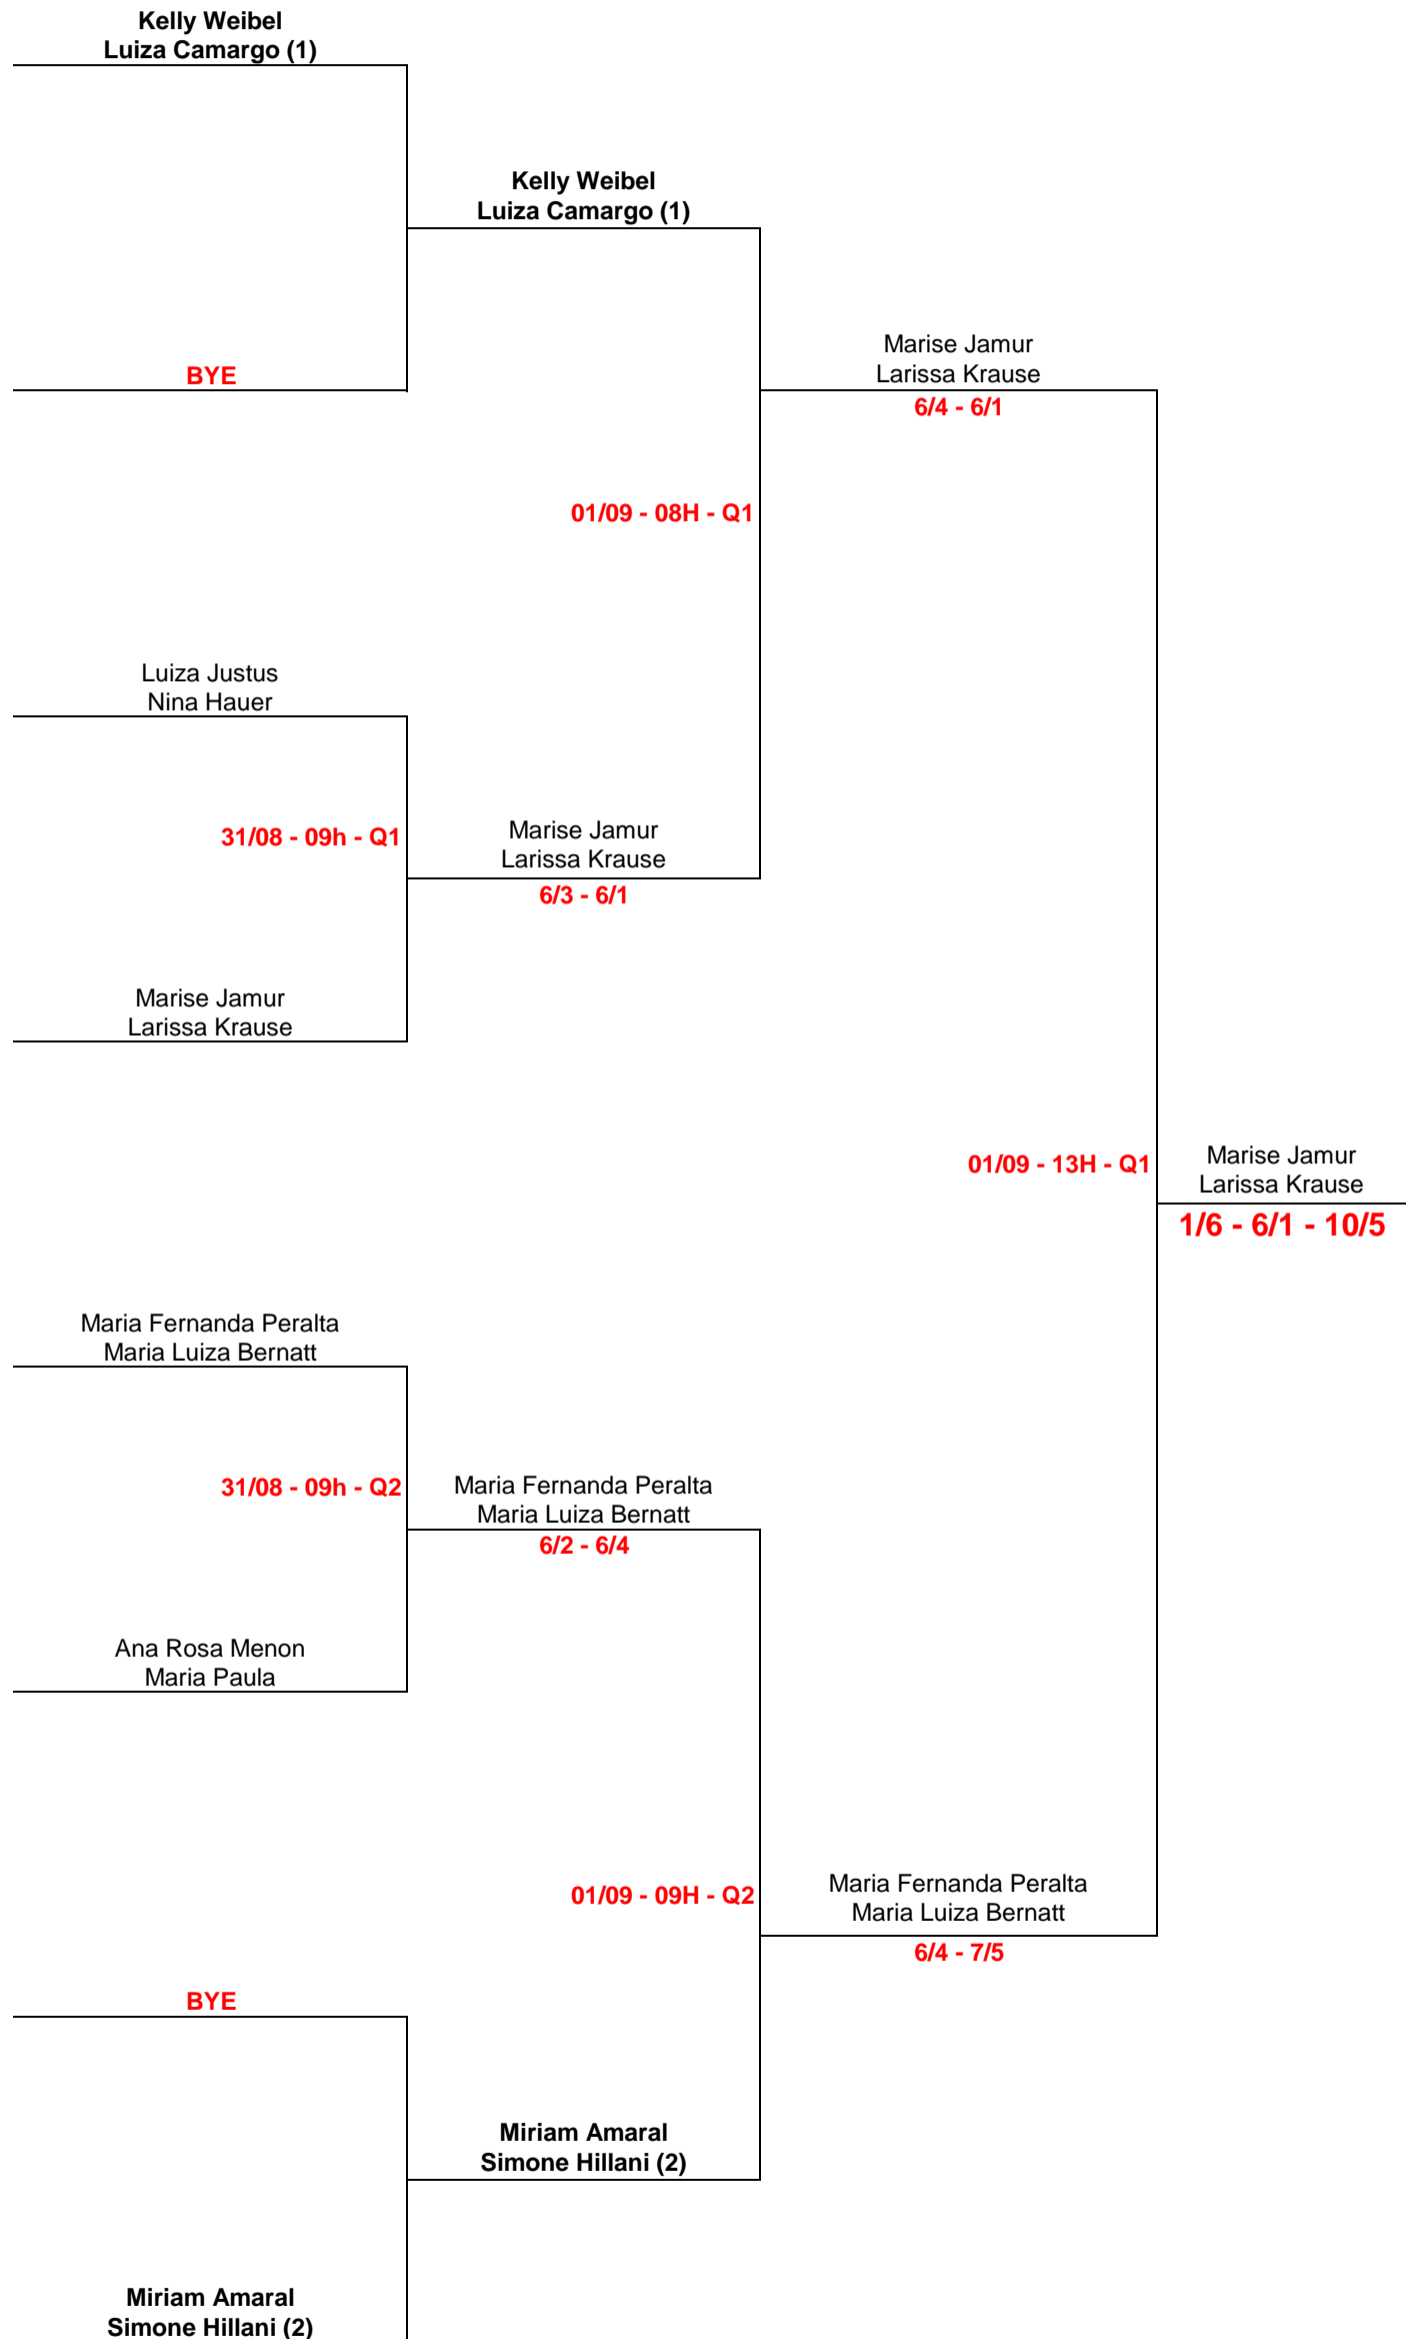 Kelly Weibel
Luiza Camargo (1)
Kelly Weibel
Luiza Camargo (1)
Marise Jamur
Larissa Krause
BYE
6/4 - 6/1
01/09 - 08H - Q1
Luiza Justus
Nina Hauer
31/08 - 09h - Q1
Marise Jamur
Larissa Krause
6/3 - 6/1
Marise Jamur
Larissa Krause
01/09 - 13H - Q1
Marise Jamur
Larissa Krause
1/6 - 6/1 - 10/5
Maria Fernanda Peralta
Maria Luiza Bernatt
31/08 - 09h - Q2
Maria Fernanda Peralta
Maria Luiza Bernatt
6/2 - 6/4
Ana Rosa Menon
Maria Paula
01/09 - 09H - Q2
Maria Fernanda Peralta
Maria Luiza Bernatt
6/4 - 7/5
BYE
Miriam Amaral
Simone Hillani (2)
Miriam Amaral
Simone Hillani (2)